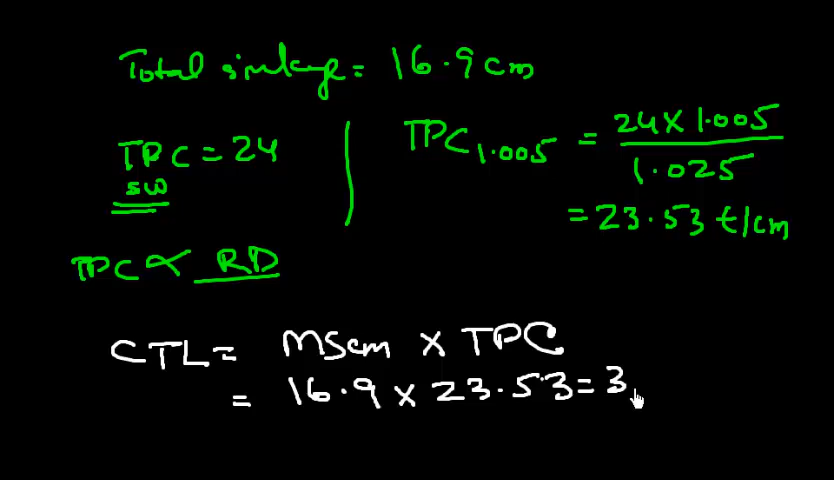 Total sinkage = 16.9 cm
TPC = 24
SW
TPC ∝ RD
TPC 1.005 = 24 x 1.005
1.025
= 23.53 t/cm
CTL = MScm x TPC
= 16.9 x 23.53 = 3